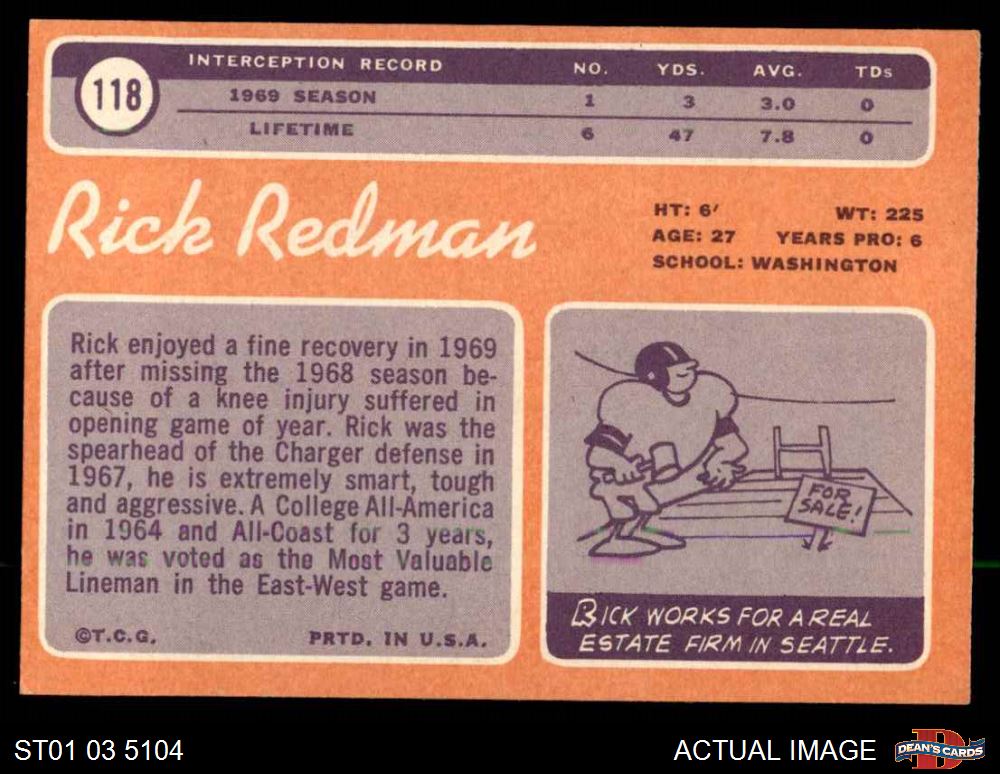 118
INTERCEPTION RECORD NO. YDS. AVG. TDs
1969 SEASON 1 3 3.0 0
LIFETIME 6 47 7.8 0
Rick Redman
HT: 6' WT: 225
AGE: 27 YEARS PRO: 6
SCHOOL: WASHINGTON
Rick enjoyed a fine recovery in 1969
after missing the 1968 season be-
cause of a knee injury suffered in
opening game of year. Rick was the
spearhead of the Charger defense in
1967, he is extremely smart, tough
and aggressive. A College All-America
in 1964 and All-Coast for 3 years,
he was voted as the Most Valuable
Lineman in the East-West game.
©T.C.G. PRTD. IN U.S.A.
FOR
SALE!
RICK WORKS FOR A REAL
ESTATE FIRM IN SEATTLE.
ST01 03 5104
ACTUAL IMAGE
D
DEAN'S CARDS